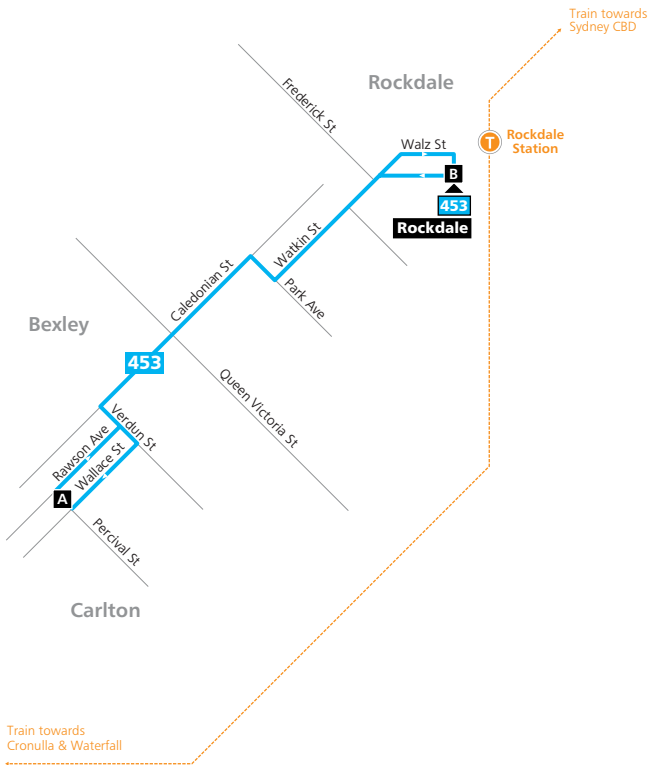 Train towards
Sydney CBD
Rockdale
Frederick St
Walz St
T
Rockdale
Station
B
453
Rockdale
Watkin St
Caledonian St
Park Ave
Bexley
453
Queen Victoria St
Verdun St
Rawson Ave
Wallace St
A
Percival St
Carlton
Train towards
Cronulla & Waterfall